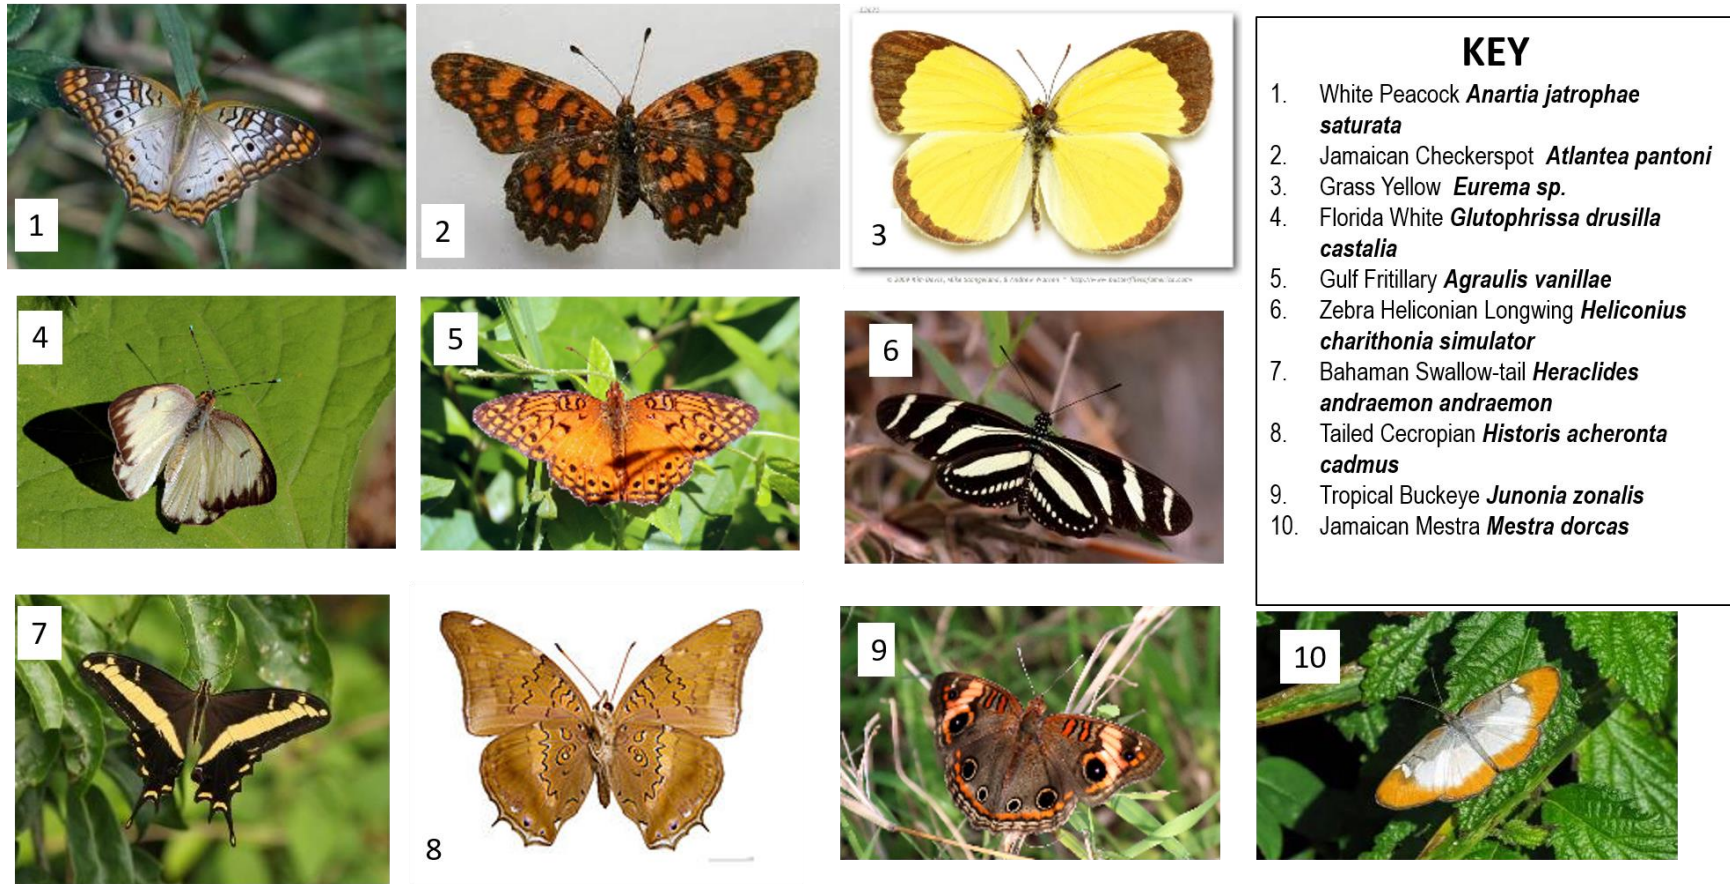 1
2
3
4
5
6
7
8
9
10
KEY
1. White Peacock Anartia jatrophae
saturata
2. Jamaican Checkerspot Atlantea pantoni
3. Grass Yellow Eurema sp.
4. Florida White Glutophrissa drusilla
castalia
5. Gulf Fritillary Agraulis vanillae
6. Zebra Heliconian Longwing Heliconius
charithonia simulator
7. Bahaman Swallow-tail Heraclides
andraemon andraemon
8. Tailed Cecropian Historis acheronta
cadmus
9. Tropical Buckeye Junonia zonalis
10. Jamaican Mestra Mestra dorcas